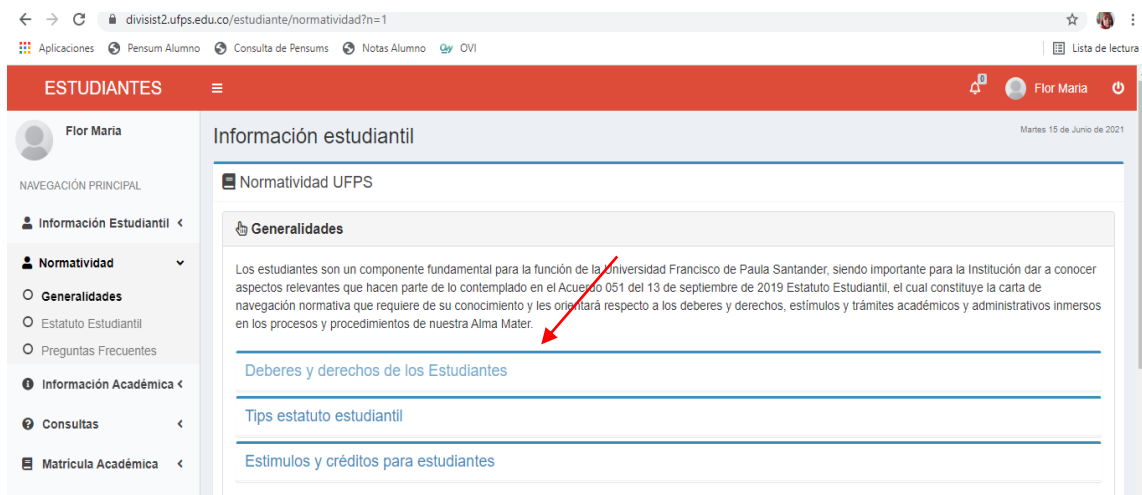 divisist2.ufps.edu.co/estudiante/normatividad?n=1
Aplicaciones Pensum Alumno Consulta de Pensums Notas Alumno OVI Lista de lectura
ESTUDIANTES 0 Flor Maria
Flor Maria
NAVEGACIÓN PRINCIPAL
Información Estudiantil
Normatividad
Generalidades
Estatuto Estudiantil
Preguntas Frecuentes
Información Académica
Consultas
Matrícula Académica
Información estudiantil Martes 15 de Junio de 2021
Normatividad UFPS
Generalidades
Los estudiantes son un componente fundamental para la función de la Universidad Francisco de Paula Santander, siendo importante para la Institución dar a conocer
aspectos relevantes que hacen parte de lo contemplado en el Acuerdo 051 del 13 de septiembre de 2019 Estatuto Estudiantil, el cual constituye la carta de
navegación normativa que requiere de su conocimiento y les orientará respecto a los deberes y derechos, estímulos y trámites académicos y administrativos inmersos
en los procesos y procedimientos de nuestra Alma Mater.
Deberes y derechos de los Estudiantes
Tips estatuto estudiantil
Estimulos y créditos para estudiantes